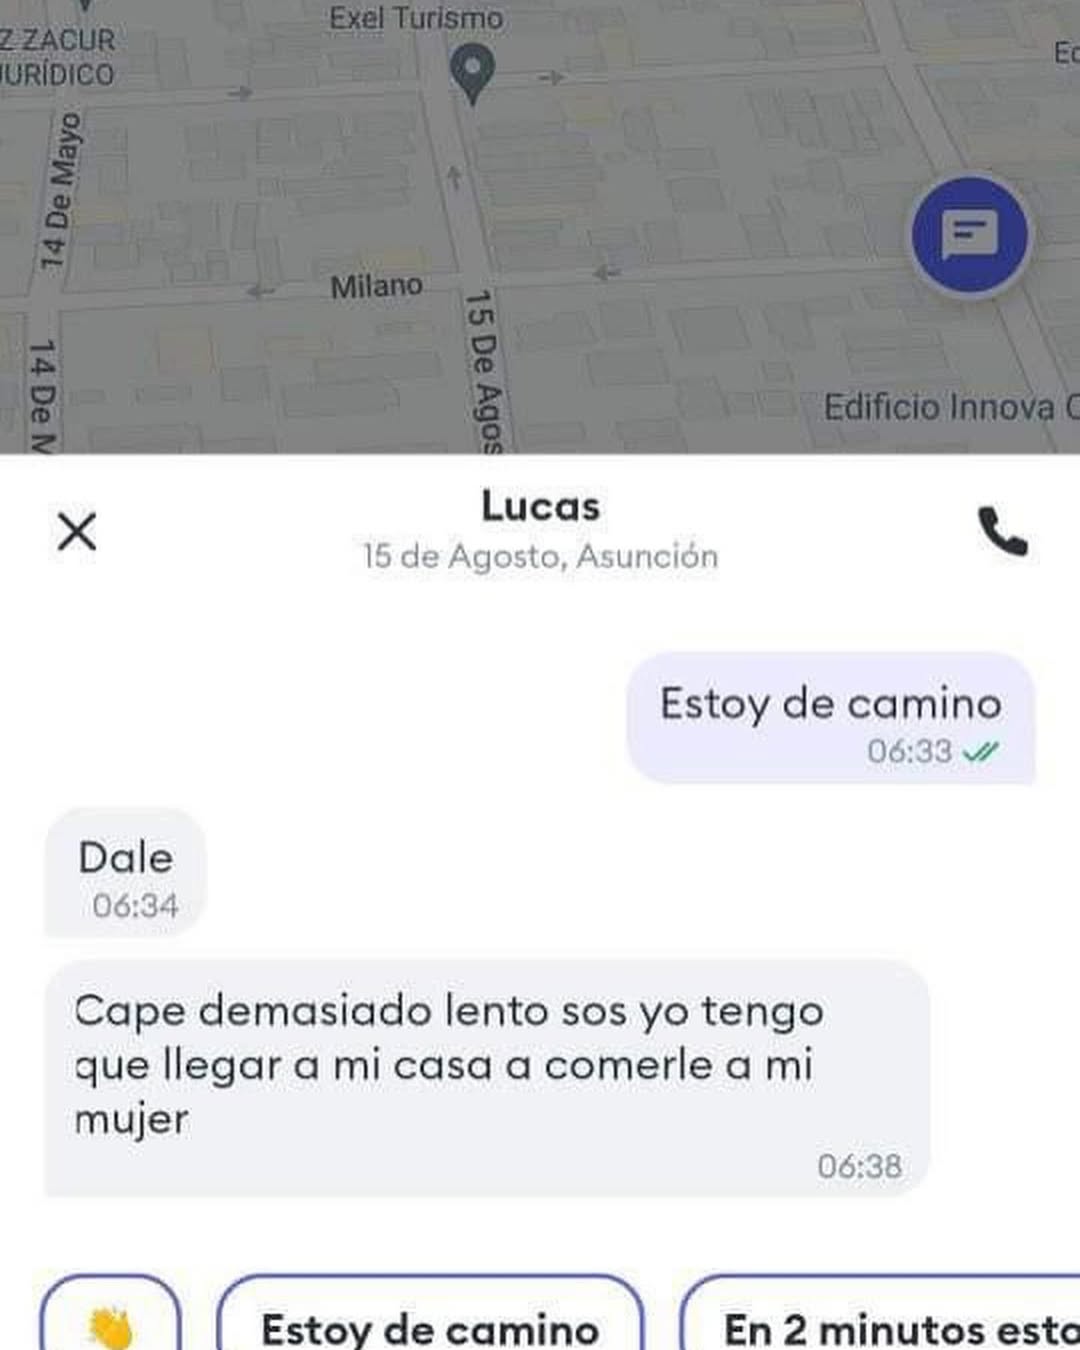 Exel Turismo
Z ZACUR
JURÍDICO
14 De Mayo
Milano
15 De Agos
14 De M
Edificio Innova
Lucas
15 de Agosto, Asunción
Estoy de camino
06:33
Dale
06:34
Cape demasiado lento sos yo tengo
que llegar a mi casa a comerle a mi
mujer
06:38
Estoy de camino
En 2 minutos esto